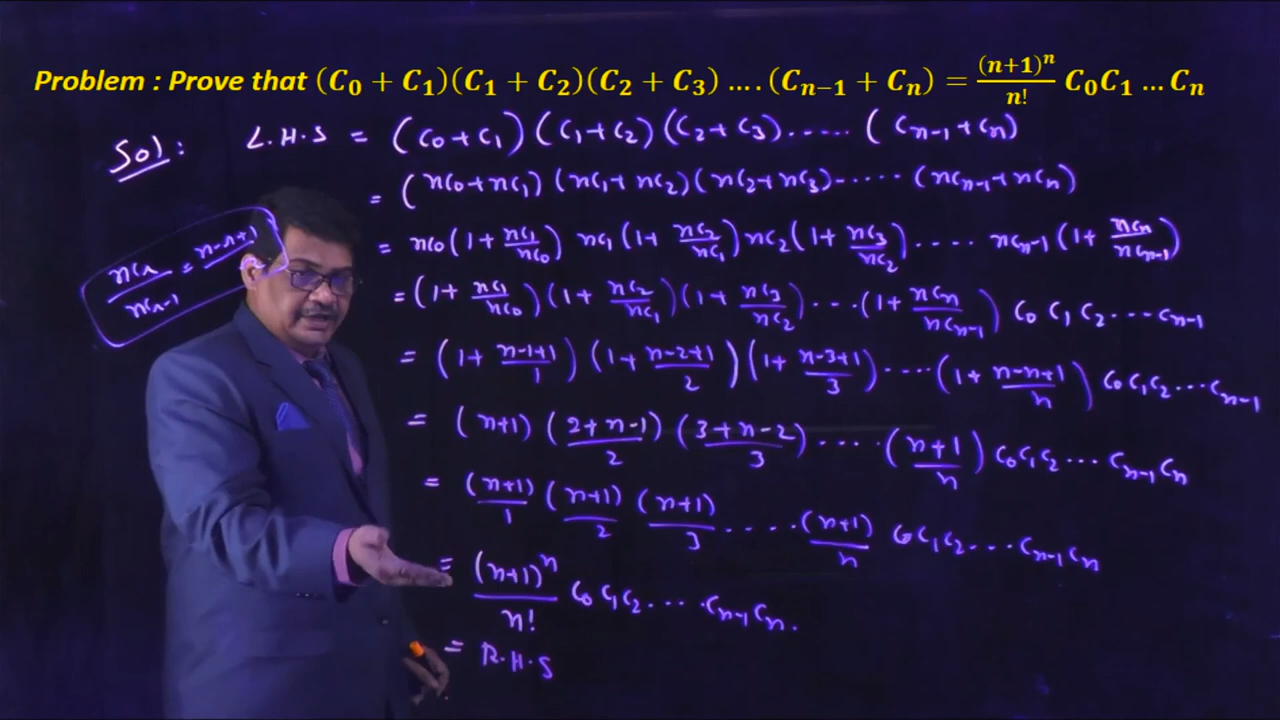 Problem : Prove that (C₀ + C₁)(C₁ + C₂)(C₂ + C₃) .... (Cₙ₋₁ + Cₙ) = (n+1)ⁿ/n! C₀C₁ ... Cₙ
Sol : L.H.S = (C₀+C₁) (C₁+C₂) (C₂+C₃)...... (Cₙ₋₁+Cₙ)
= (nC₀+nC₁) (nC₁+nC₂) (nC₂+nC₃)...... (nCₙ₋₁+nCₙ)
nCr/nCr-1 = n-r+1/r
= nC₀(1+nC₁/nC₀) nC₁(1+nC₂/nC₁) nC₂(1+nC₃/nC₂)..... nCₙ₋₁(1+nCₙ/nCₙ₋₁)
= (1+nC₁/nC₀)(1+nC₂/nC₁)(1+nC₃/nC₂)...(1+nCₙ/nCₙ₋₁) C₀ C₁ C₂...Cₙ₋₁
= (1+n-1+1/1) (1+n-2+1/2) (1+n-3+1/3).....(1+n-n+1/n) C₀C₁C₂...Cₙ₋₁
= (n+1) (2+n-1/2) (3+n-2/3)..... (n+1/n) C₀C₁C₂... Cₙ₋₁Cₙ
= (n+1)/1 (n+1)/2 (n+1)/3.....(n+1)/n C₀C₁C₂...Cₙ₋₁Cₙ
= (n+1)ⁿ/n! C₀ C₁C₂....Cₙ₋₁Cₙ.
= R.H.S